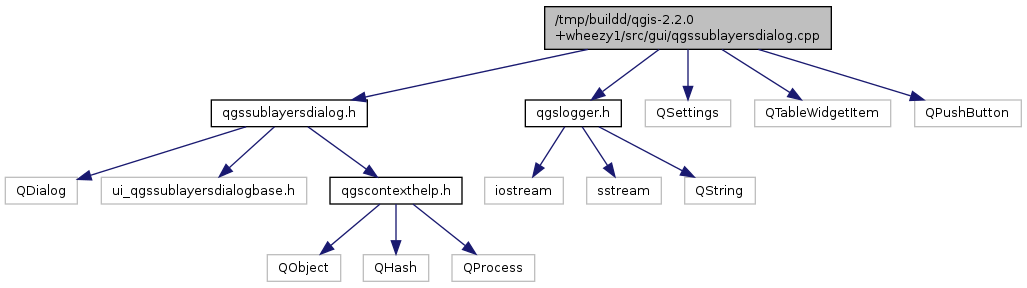 /tmp/buildd/qgis-2.2.0
+wheezy1/src/gui/qgssublayersdialog.cpp
qgssublayersdialog.h
qgslogger.h
QSettings
QTableWidgetItem
QPushButton
QDialog
ui_qgssublayersdialogbase.h
qgscontexthelp.h
iostream
sstream
QString
QObject
QHash
QProcess